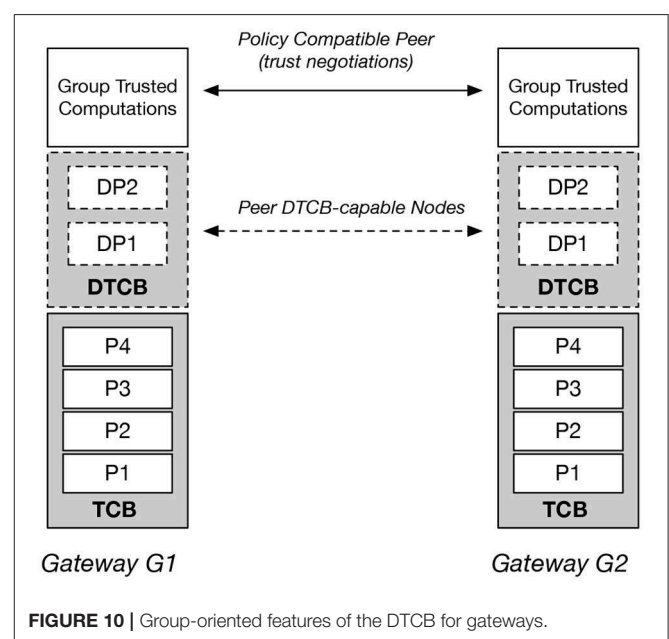 Policy Compatible Peer
(trust negotiations)
Group Trusted
Computations
Group Trusted
Computations
DP2
DP2
Peer DTCB-capable Nodes
DP1
DP1
DTCB
DTCB
P4
P4
P3
P3
P2
P2
P1
P1
TCB
TCB
Gateway G1
Gateway G2
FIGURE 10 | Group-oriented features of the DTCB for gateways.